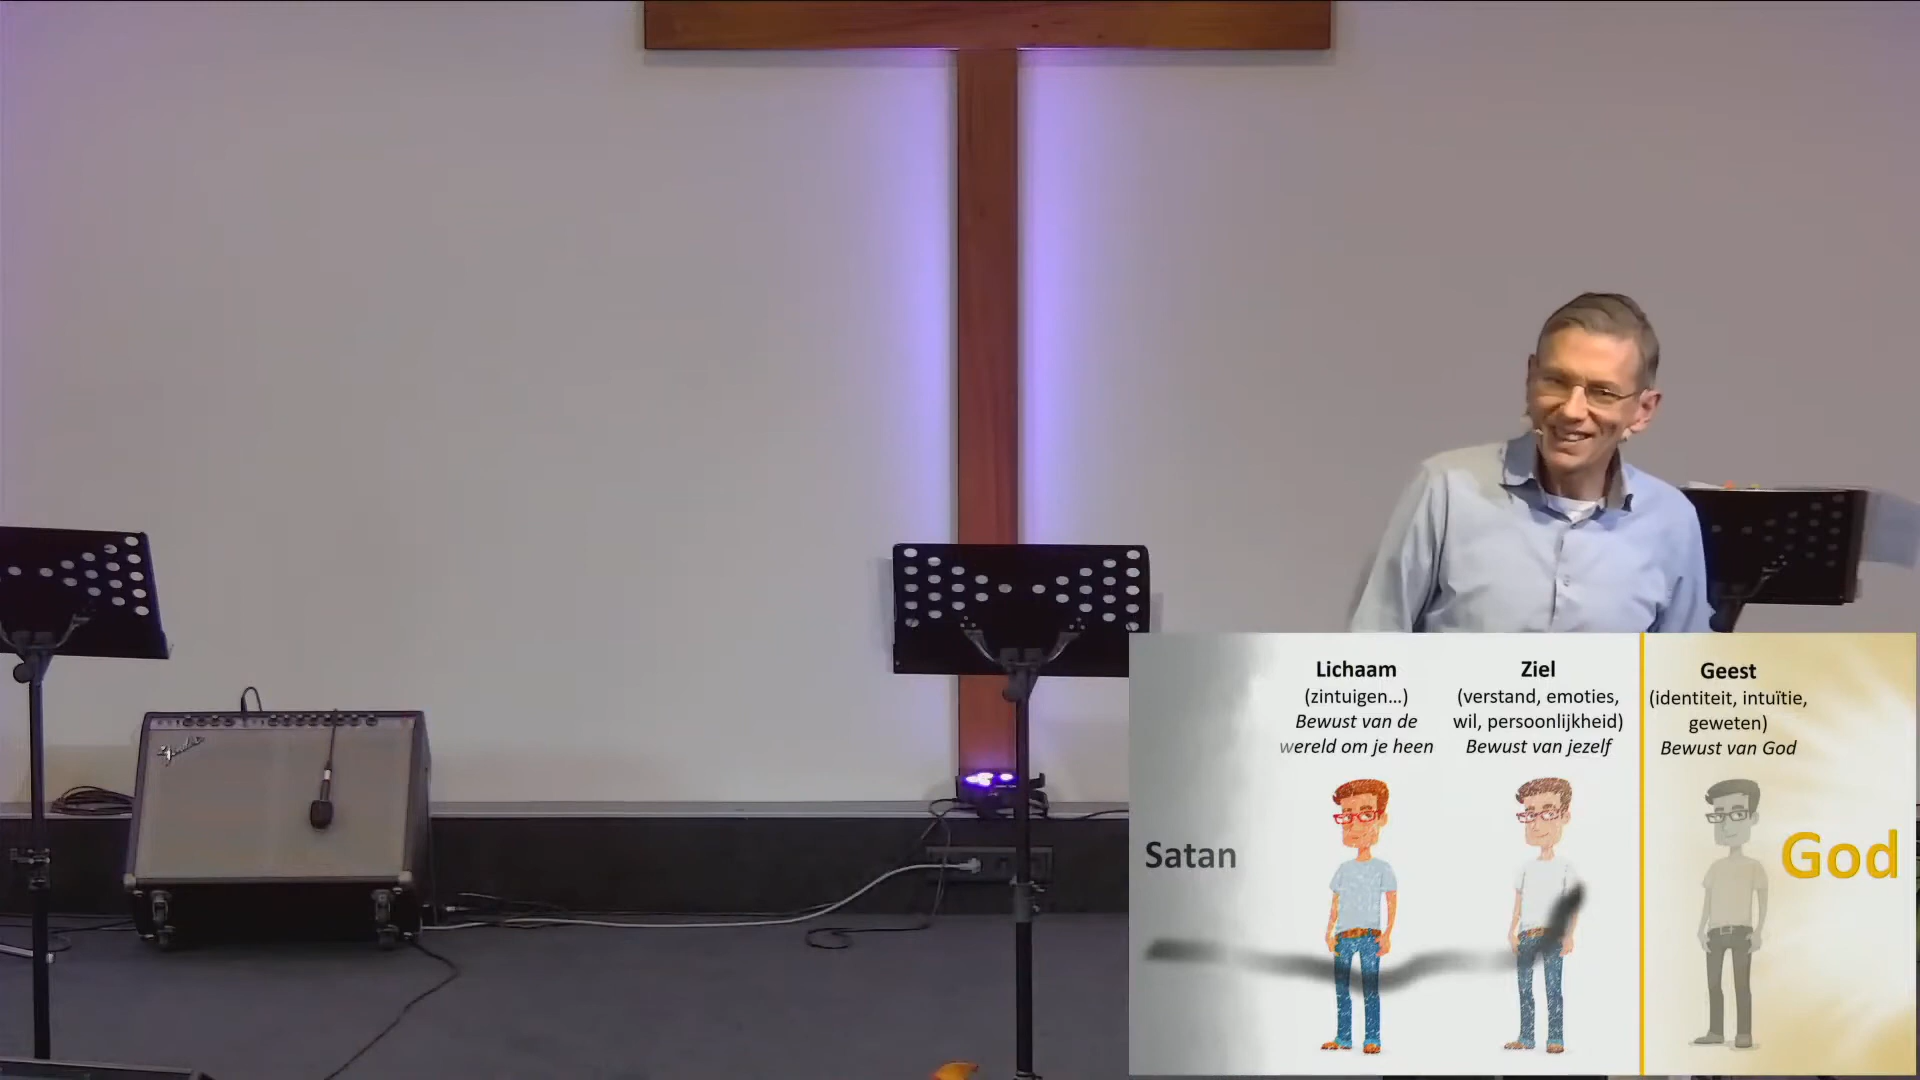 Fender
Lichaam
(zintuigen...)
Bewust van de
wereld om je heen
Ziel
(verstand, emoties,
wil, persoonlijkheid)
Bewust van jezelf
Geest
(identiteit, intuïtie,
geweten)
Bewust van God
Satan
God